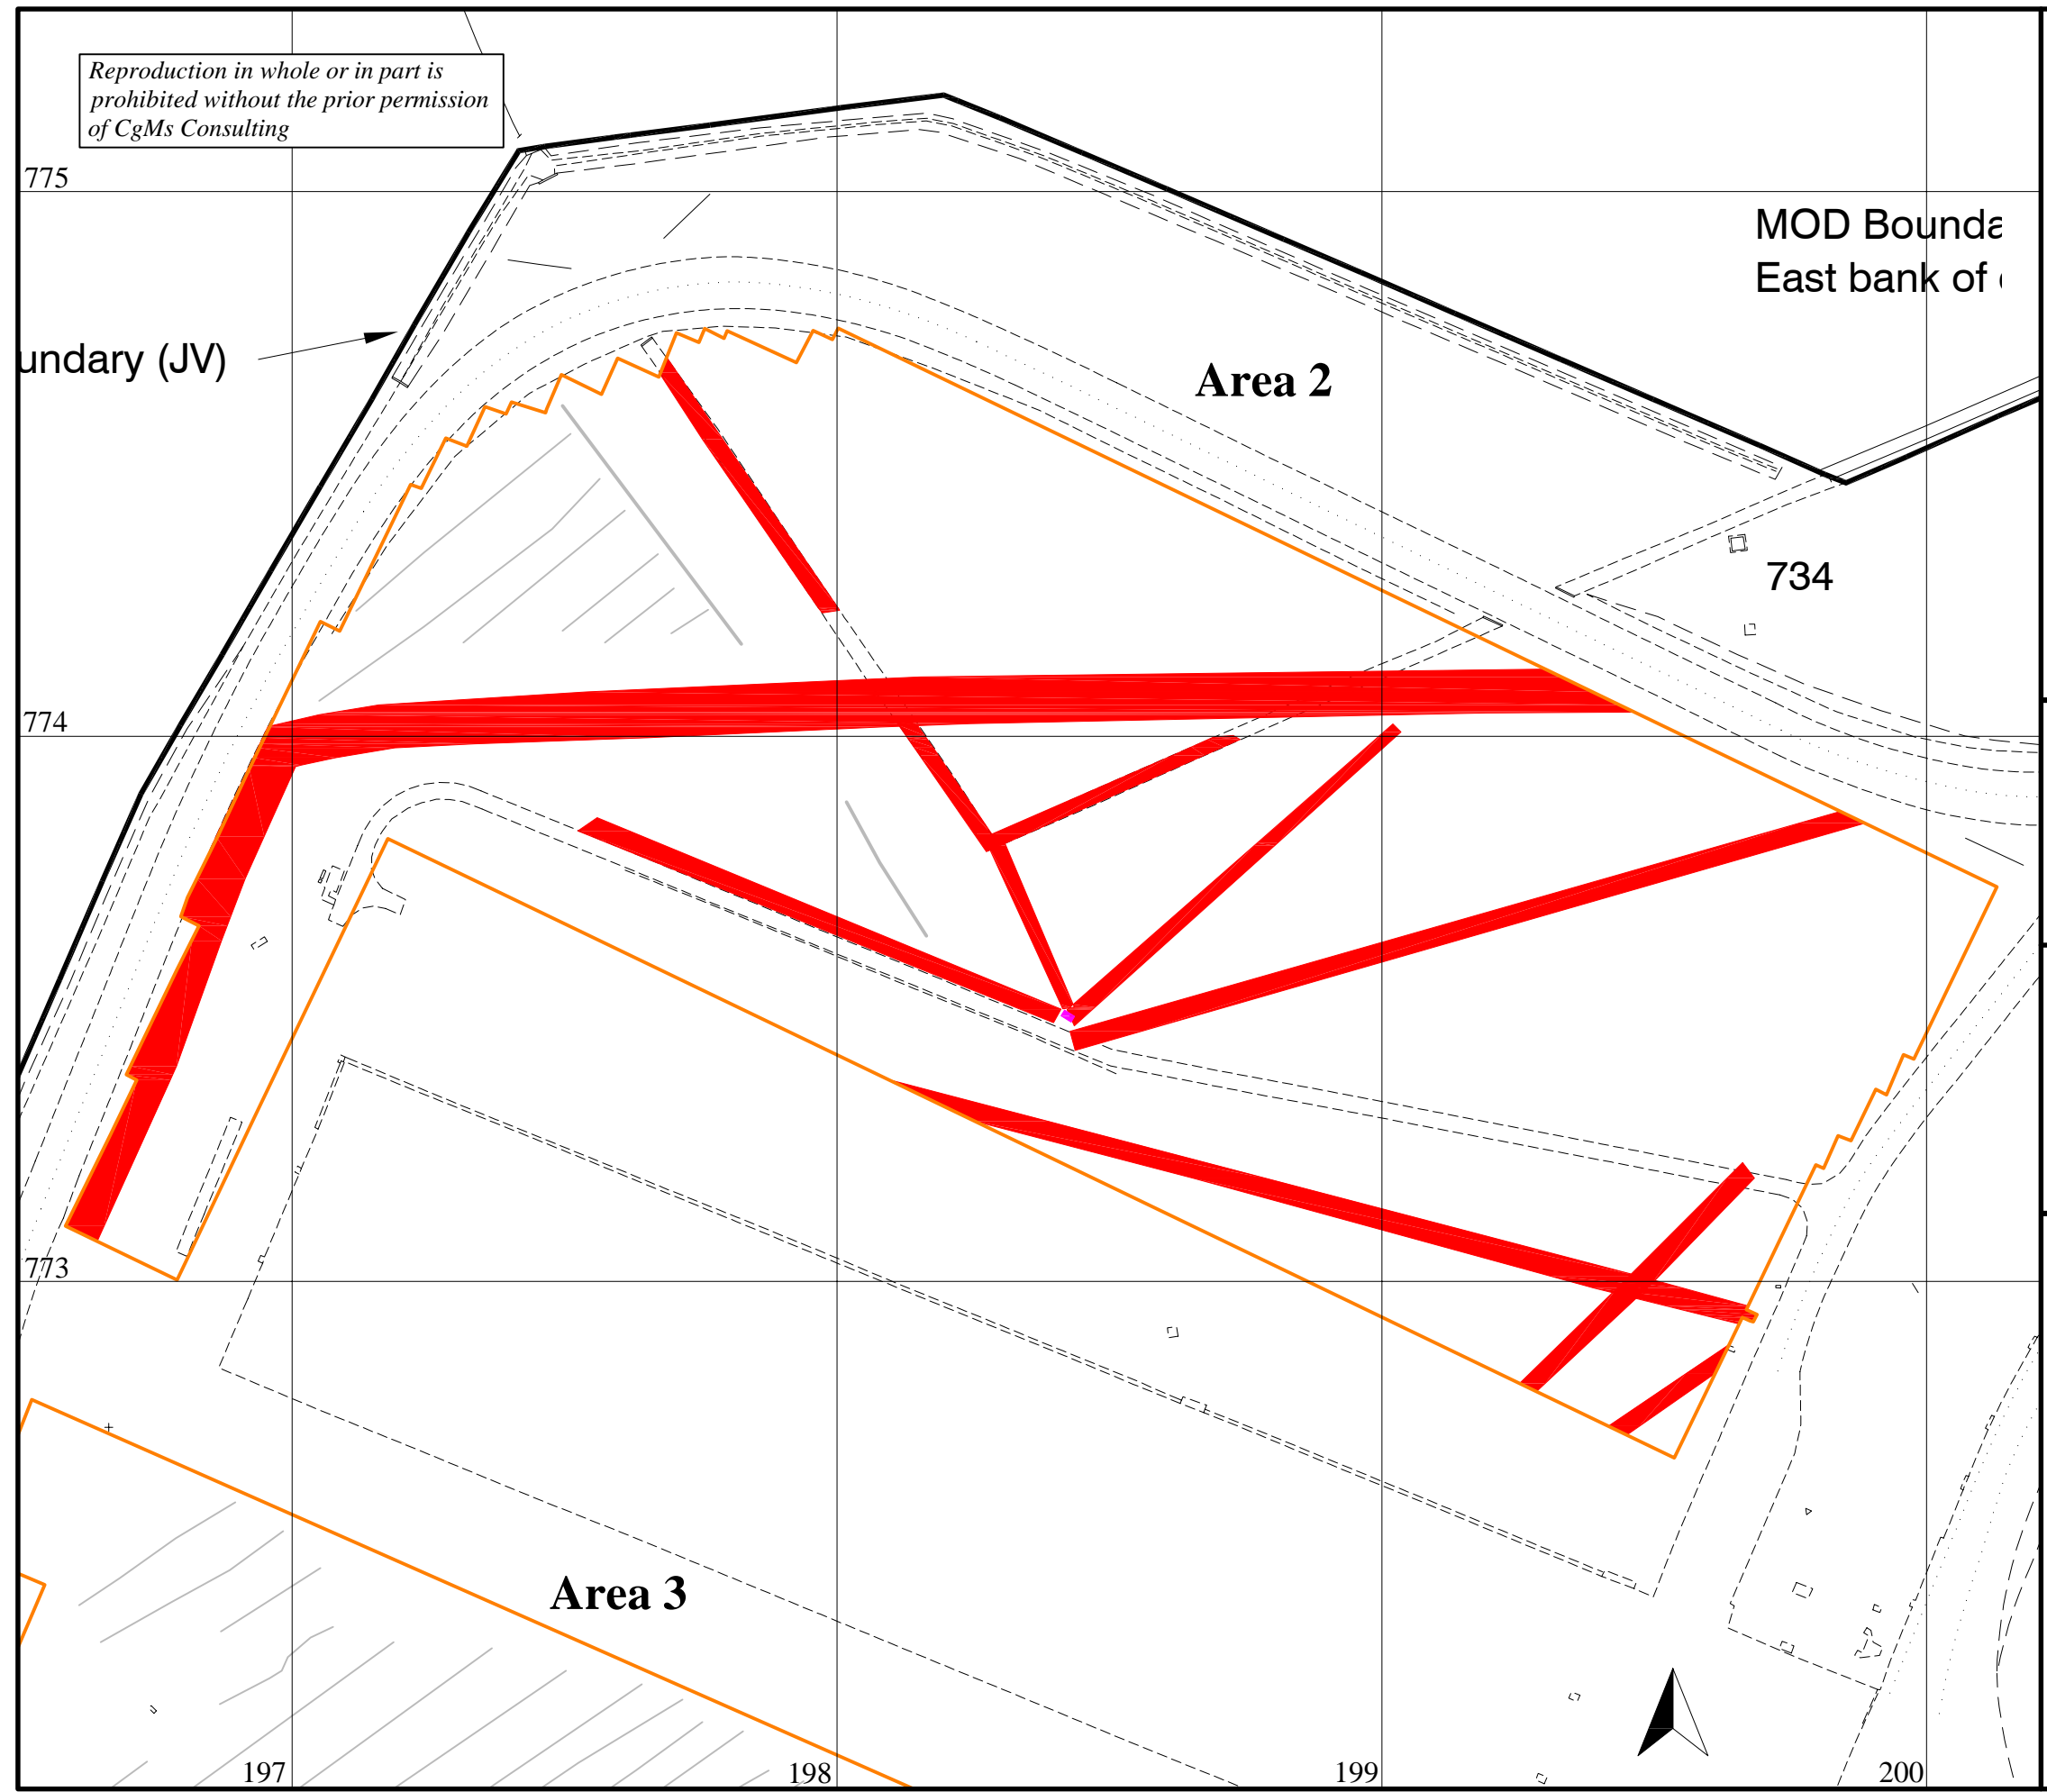 Reproduction in whole or in part is
prohibited without the prior permission
of CgMs Consulting
775
MOD Bounda
East bank of
undary (JV)
Area 2
734
774
773
Area 3
197
198
199
200